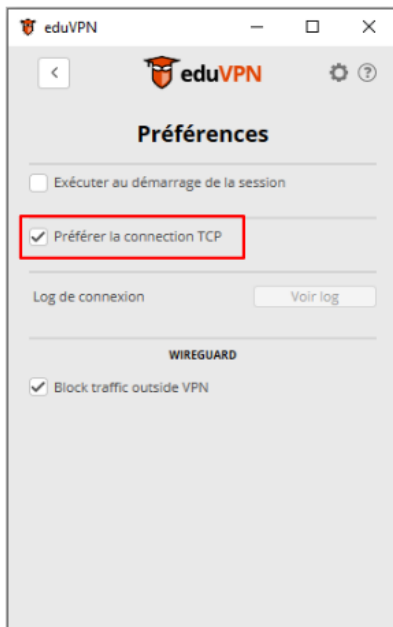 eduVPN
eduVPN
Préférences
Exécuter au démarrage de la session
Préférer la connection TCP
Log de connexion
Voir log
WIREGUARD
Block traffic outside VPN